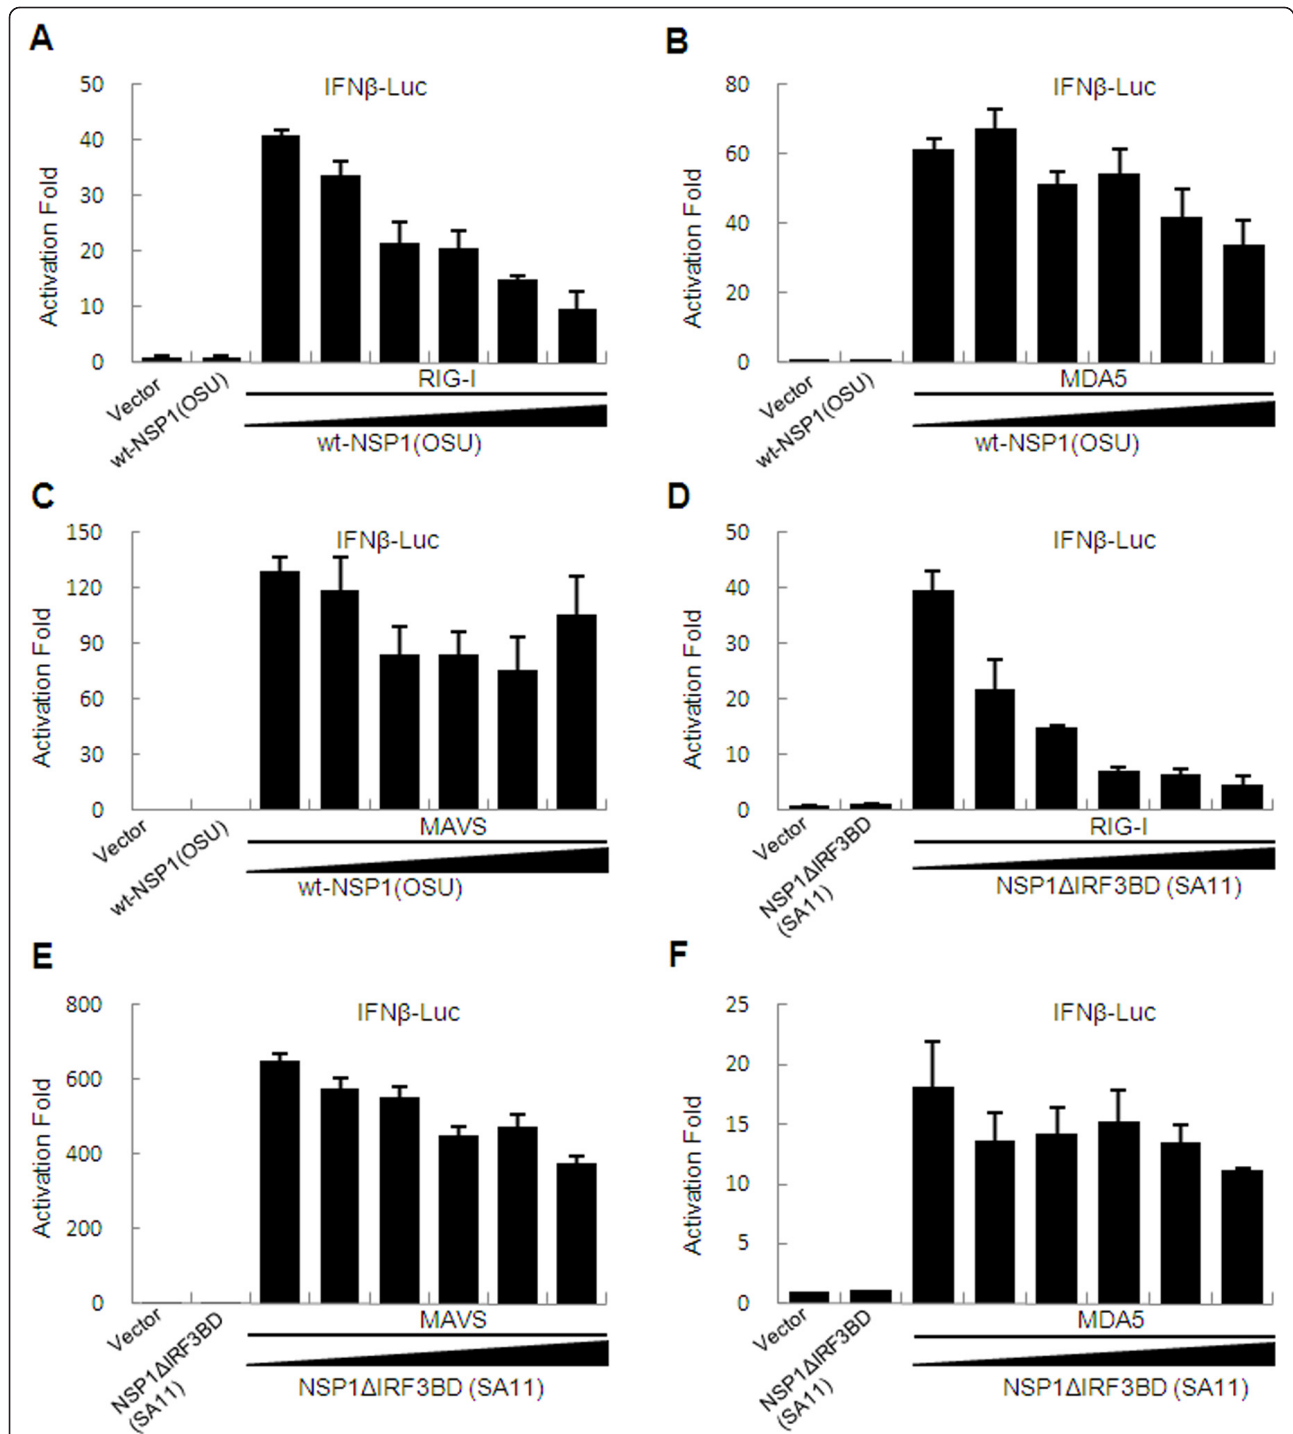 A
IFNβ-Luc
Activation Fold
50
40
30
20
10
0
Vector
wt-NSP1(OSU)
RIG-I
wt-NSP1(OSU)
B
IFNβ-Luc
Activation Fold
80
60
40
20
0
Vector
wt-NSP1(OSU)
MDA5
wt-NSP1(OSU)
C
IFNβ-Luc
Activation Fold
150
120
90
60
30
0
Vector
wt-NSP1(OSU)
MAVS
wt-NSP1(OSU)
D
IFNβ-Luc
Activation Fold
50
40
30
20
10
0
Vector
NSP1ΔIRF3BD
(SA11)
RIG-I
NSP1ΔIRF3BD (SA11)
E
IFNβ-Luc
Activation Fold
800
600
400
200
0
Vector
NSP1ΔIRF3BD
(SA11)
MAVS
NSP1ΔIRF3BD (SA11)
F
IFNβ-Luc
Activation Fold
25
20
15
10
5
0
Vector
NSP1ΔIRF3BD
(SA11)
MDA5
NSP1ΔIRF3BD (SA11)